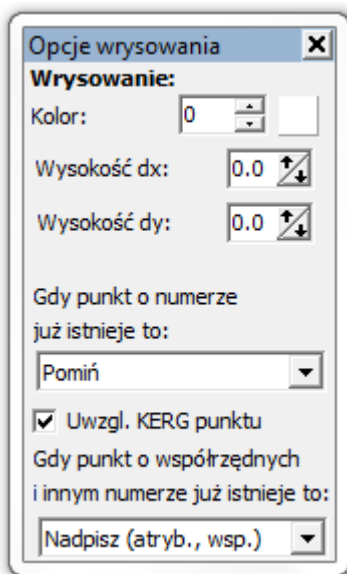 Opcje wrysowania
Wrysowanie:
Kolor: 0
Wysokość dx: 0.0
Wysokość dy: 0.0
Gdy punkt o numerze
już istnieje to:
Pomiń
Uwzgl. KERG punktu
Gdy punkt o współrzędnych
i innym numerze już istnieje to:
Nadpisz (atryb., wsp.)